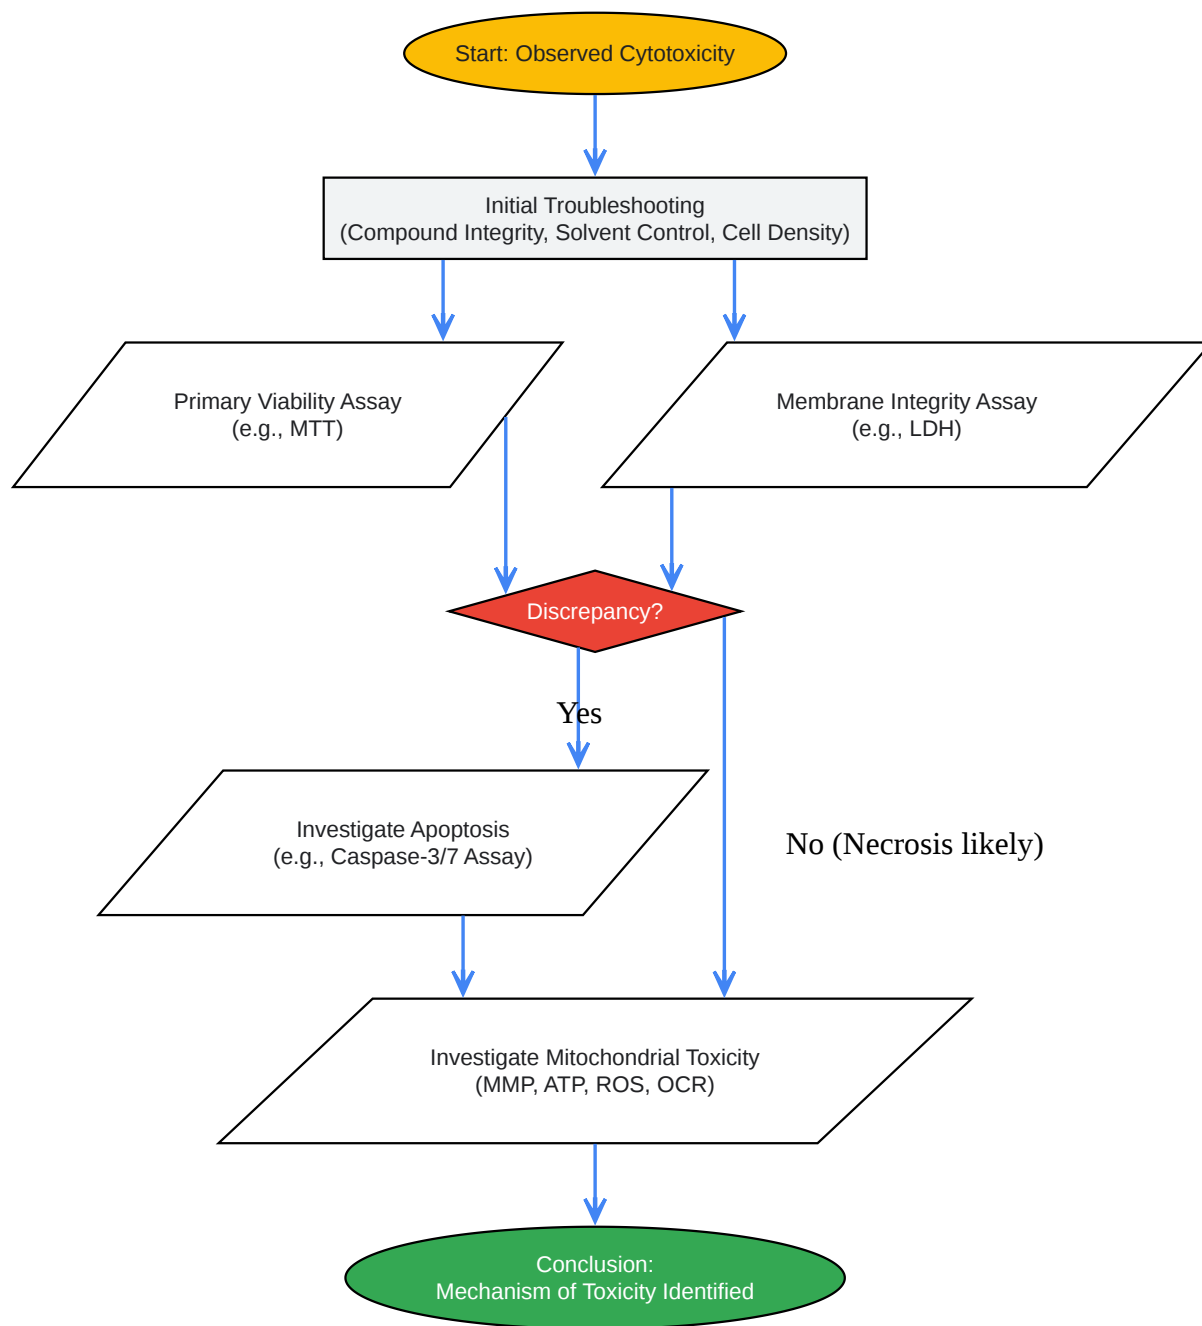 Start: Observed Cytotoxicity
Initial Troubleshooting
(Compound Integrity, Solvent Control, Cell Density)
Primary Viability Assay
(e.g., MTT)
Membrane Integrity Assay
(e.g., LDH)
Discrepancy?
Yes
Investigate Apoptosis
(e.g., Caspase-3/7 Assay)
No (Necrosis likely)
Investigate Mitochondrial Toxicity
(MMP, ATP, ROS, OCR)
Conclusion:
Mechanism of Toxicity Identified